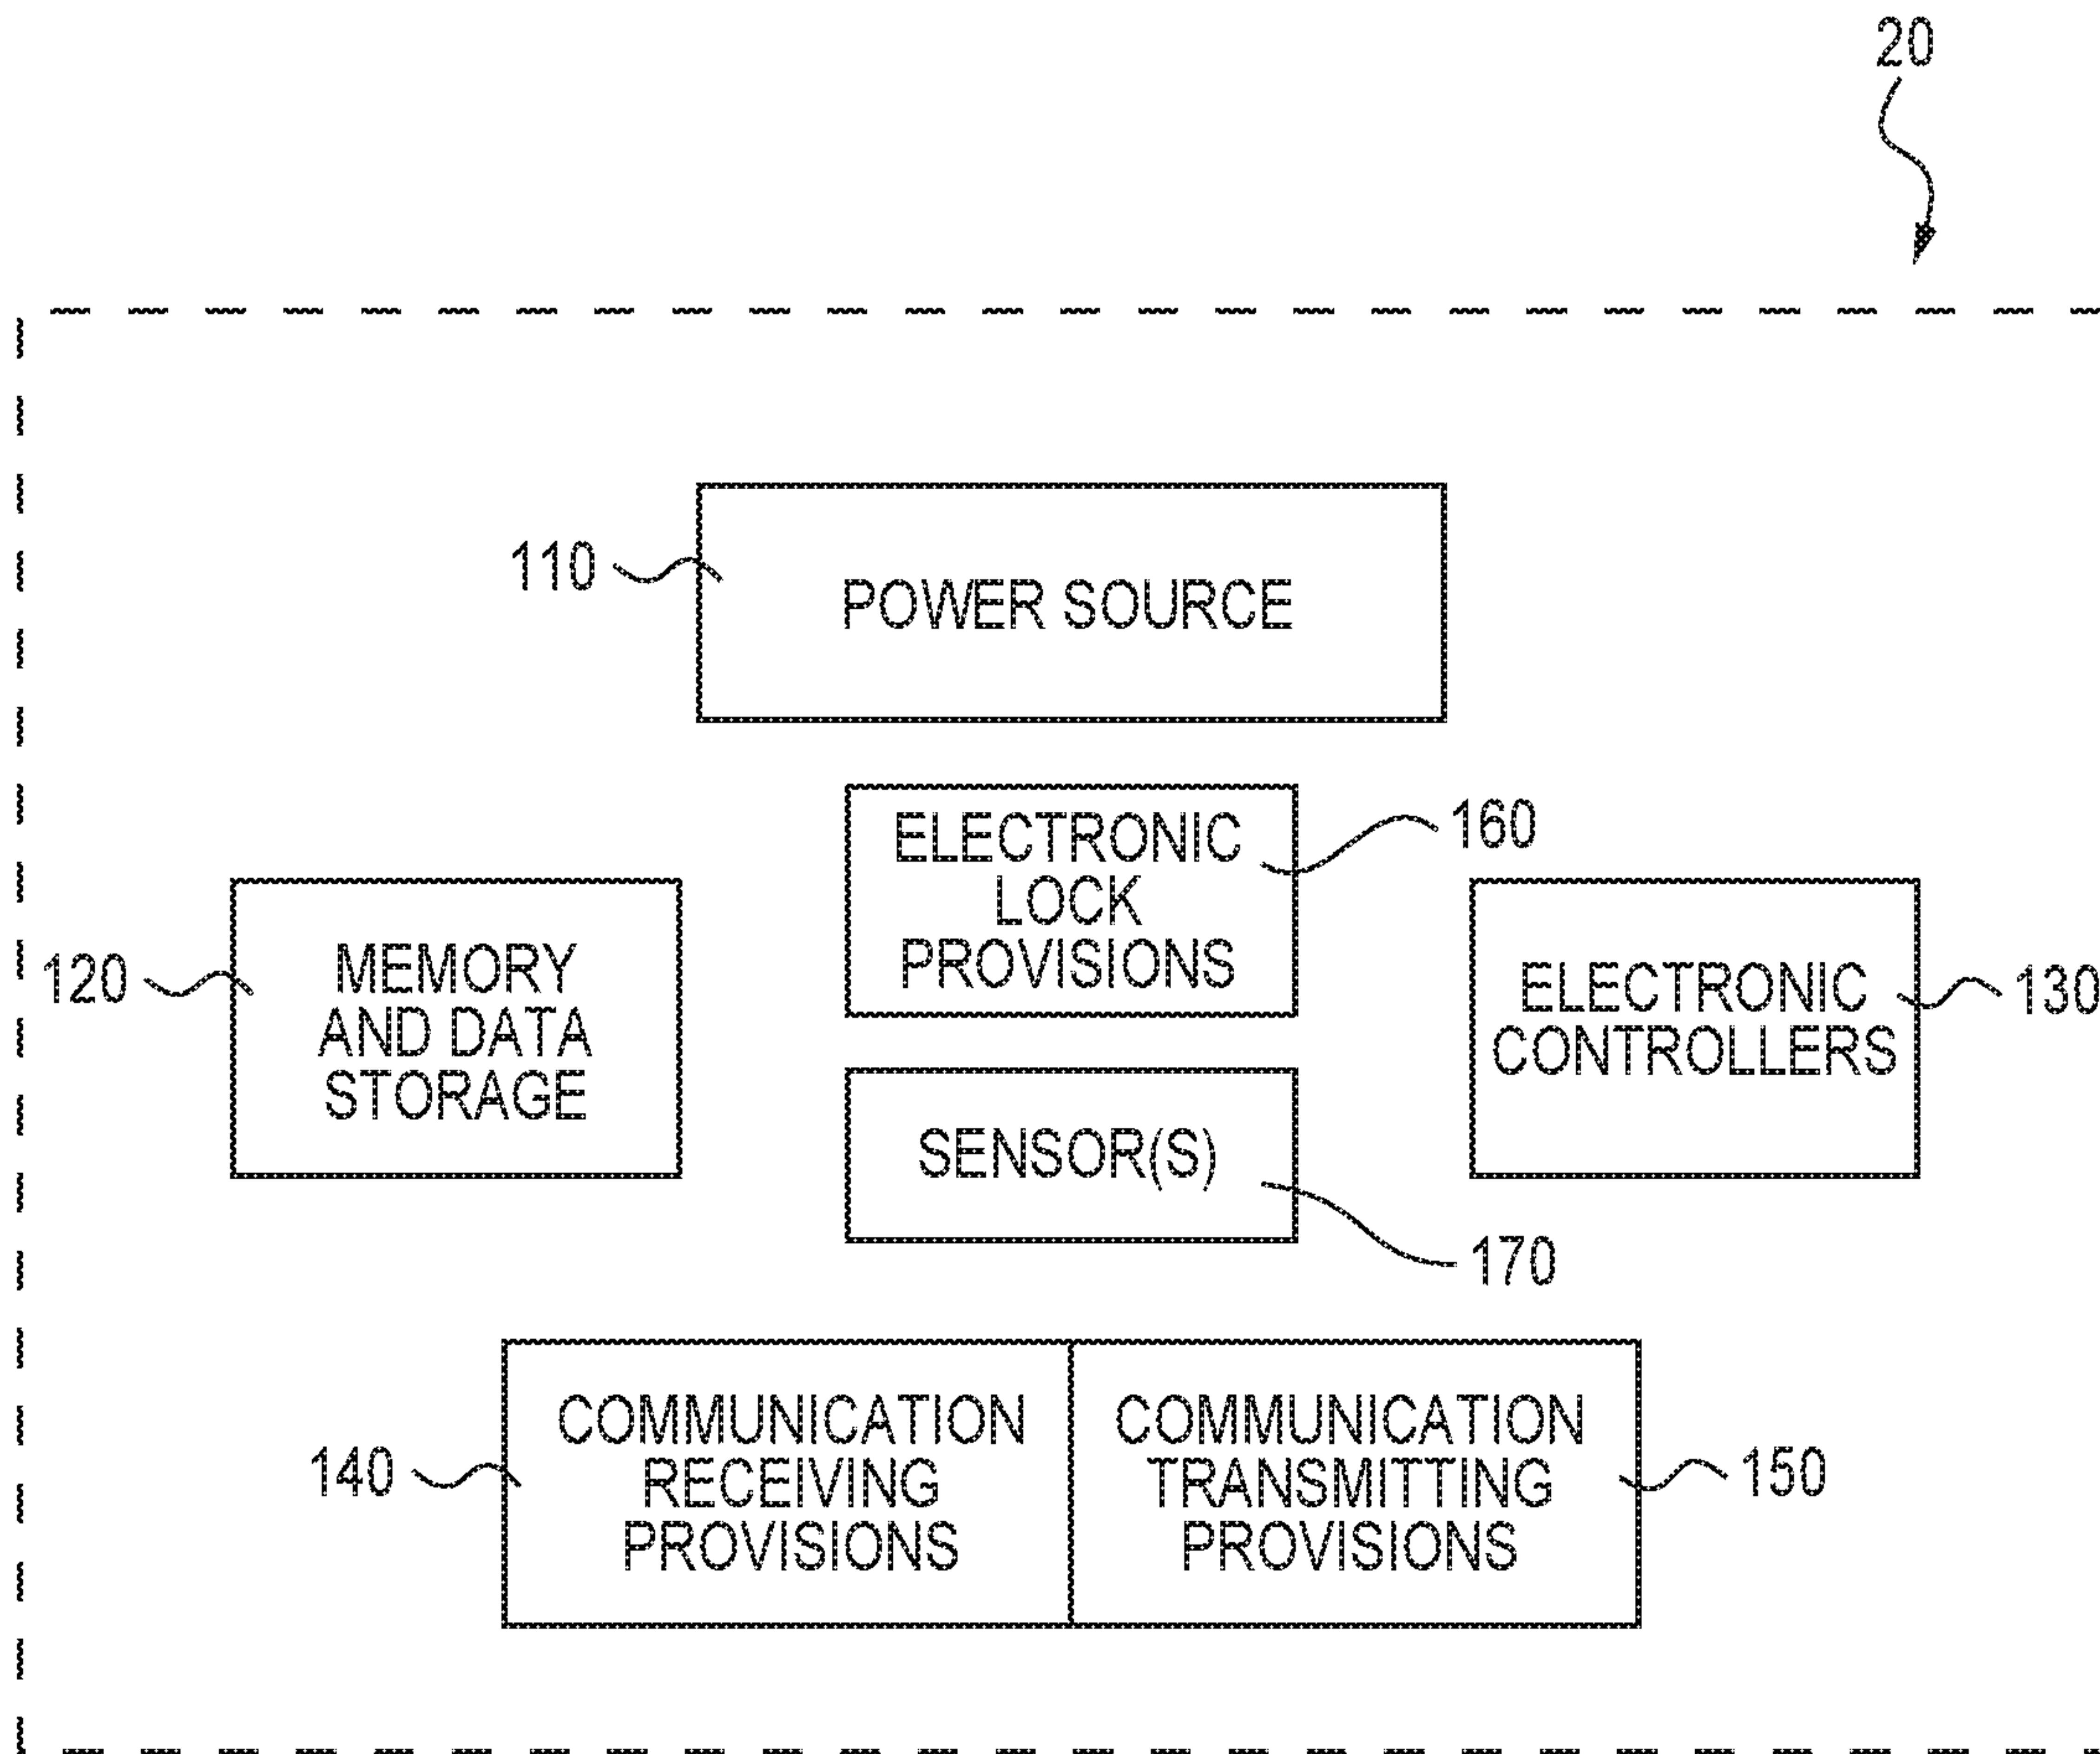 20
110
POWER SOURCE
ELECTRONIC
LOCK
PROVISIONS
160
120
MEMORY
AND DATA
STORAGE
ELECTRONIC
CONTROLLERS
130
SENSOR(S)
170
140
COMMUNICATION
RECEIVING
PROVISIONS
COMMUNICATION
TRANSMITTING
PROVISIONS
150